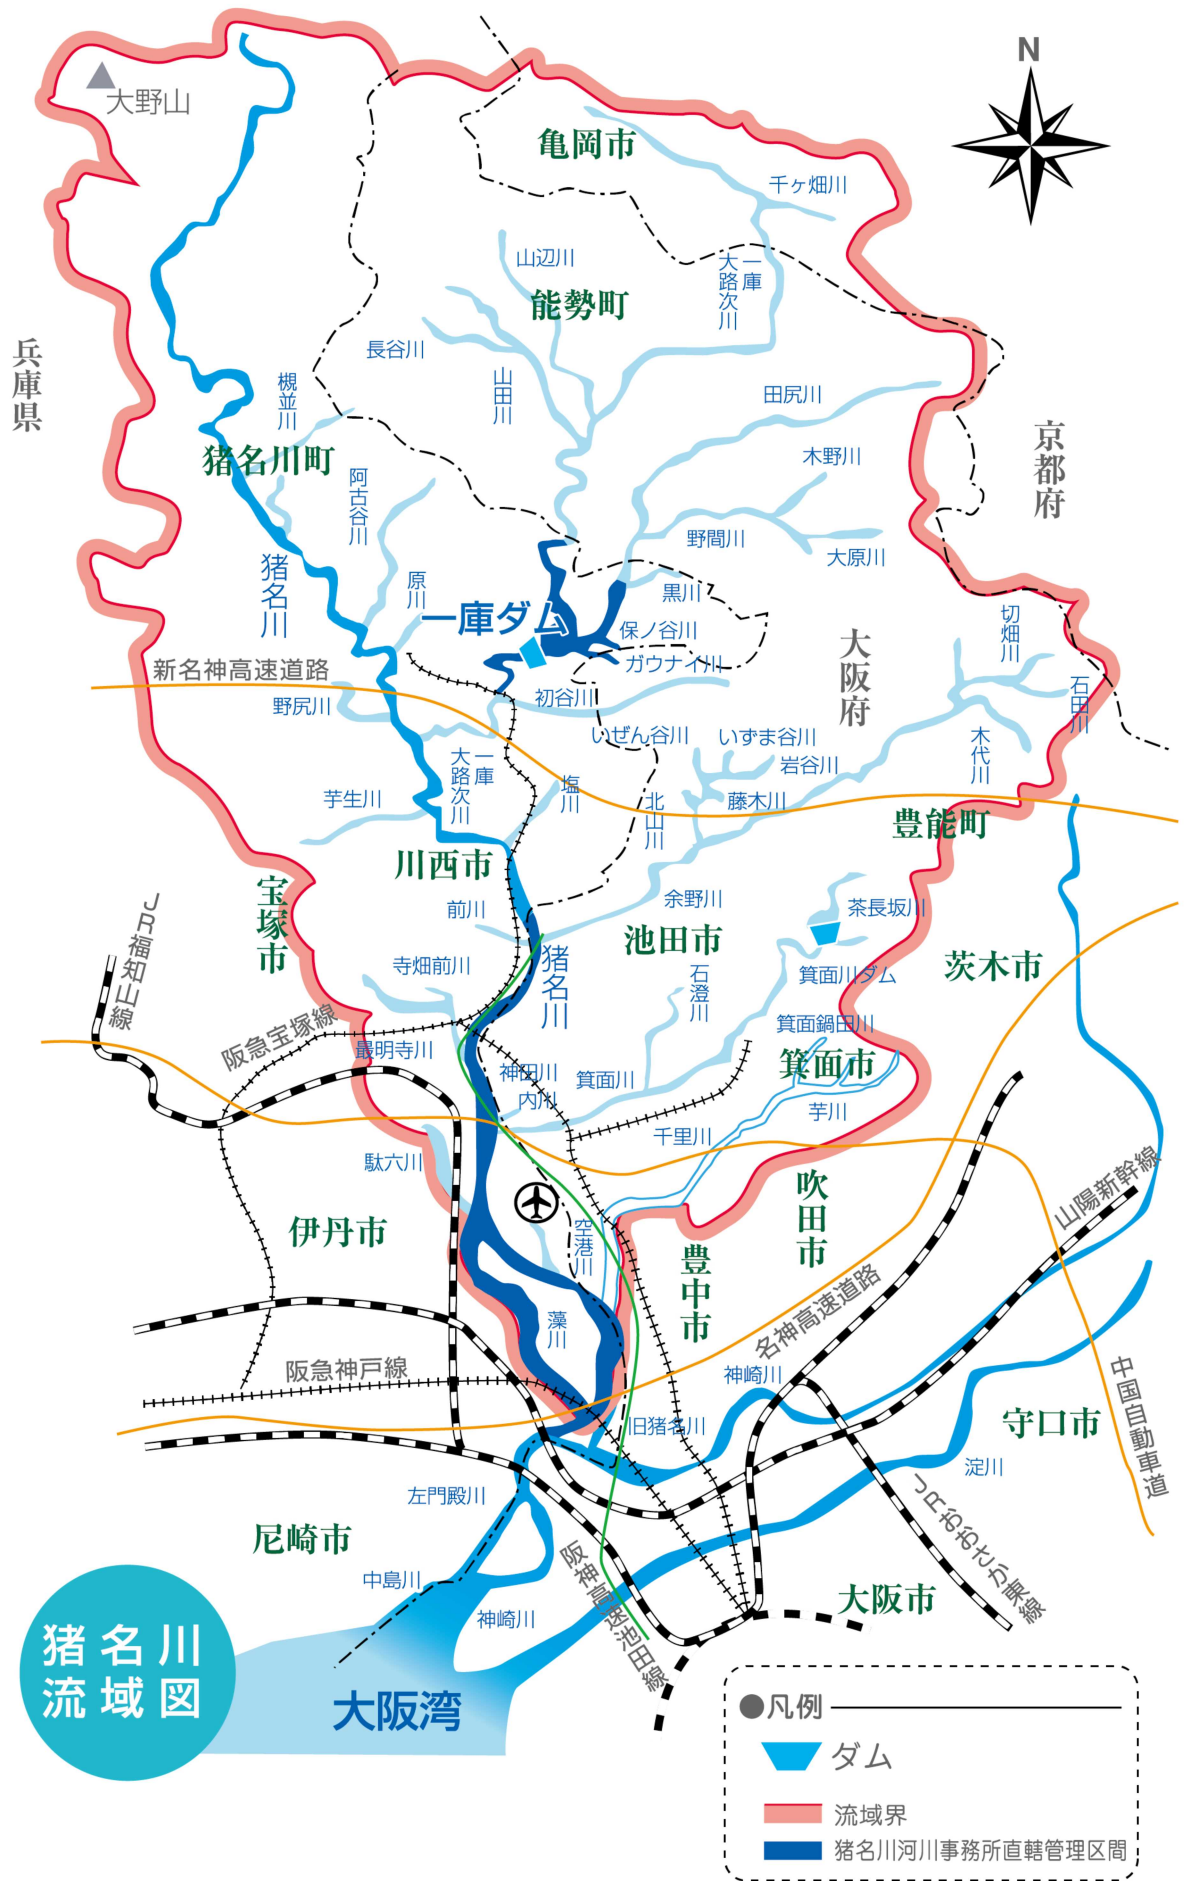 N
大野山
亀岡市
千ヶ畑川
山辺川
一庫
大路次川
能勢町
兵庫県
長谷川
山田川
槻並川
田尻川
京都府
猪名川町
木野川
阿古谷川
野間川
大原川
猪名川
原川
黒川
一庫ダム
保ノ谷川
切畑川
大阪府
ガウナイ川
新名神高速道路
石田川
初谷川
野尻川
いぜん谷川
いずま谷川
木代川
一庫
大路次川
岩谷川
塩川
芋生川
北山川
藤木川
豊能町
川西市
宝塚市
余野川
前川
茶長坂川
JR福知山線
池田市
猪名川
茨木市
寺畑前川
石澄川
箕面川ダム
阪急宝塚線
箕面鍋田川
最明寺川
箕面市
神田川
内川
箕面川
芋川
千里川
駄六川
山陽新幹線
吹田市
伊丹市
空港川
豊中市
名神高速道路
藻川
阪急神戸線
神崎川
中国自動車道
守口市
旧猪名川
淀川
左門殿川
JRおおさか東線
尼崎市
中島川
阪神高速池田線
大阪市
神崎川
猪名川
流域図
大阪湾
●凡例
ダム
流域界
猪名川河川事務所直轄管理区間